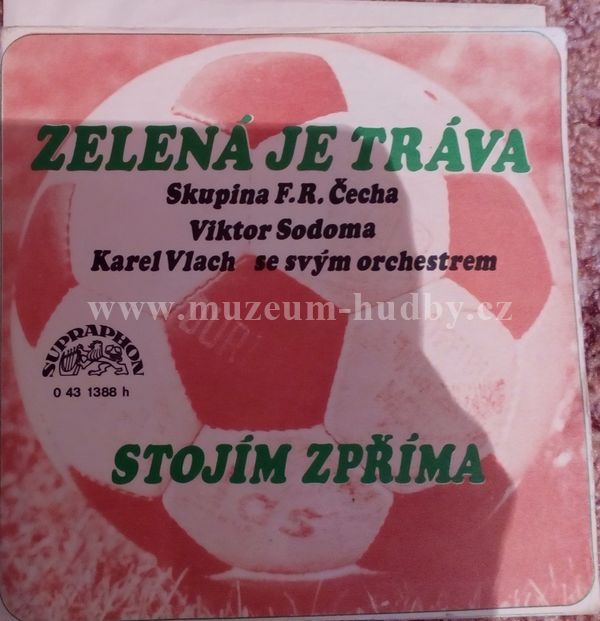 ZELENÁ JE TRÁVA
Skupina F.R. Čecha
Viktor Sodoma
Karel Vlach se svým orchestrem
www.muzeum-hudby.cz
SUPRAPHON
0 43 1388 h
STOJÍM ZPŘÍMA